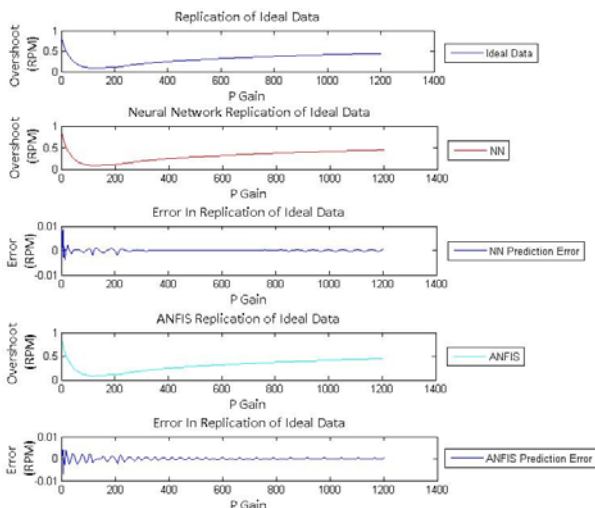 Replication of Ideal Data
Overshoot
(RPM)
1
0.5
0
0 200 400 600 800 1000 1200 1400
P Gain
Ideal Data
Neural Network Replication of Ideal Data
Overshoot
(RPM)
1
0.5
0
0 200 400 600 800 1000 1200 1400
P Gain
NN
Error In Replication of Ideal Data
Error
(RPM)
0.01
0
-0.01
0 200 400 600 800 1000 1200 1400
P Gain
NN Prediction Error
ANFIS Replication of Ideal Data
Overshoot
(RPM)
1
0.5
0
0 200 400 600 800 1000 1200 1400
P Gain
ANFIS
Error In Replication of Ideal Data
Error
(RPM)
0.01
0
-0.01
0 200 400 600 800 1000 1200 1400
P Gain
ANFIS Prediction Error